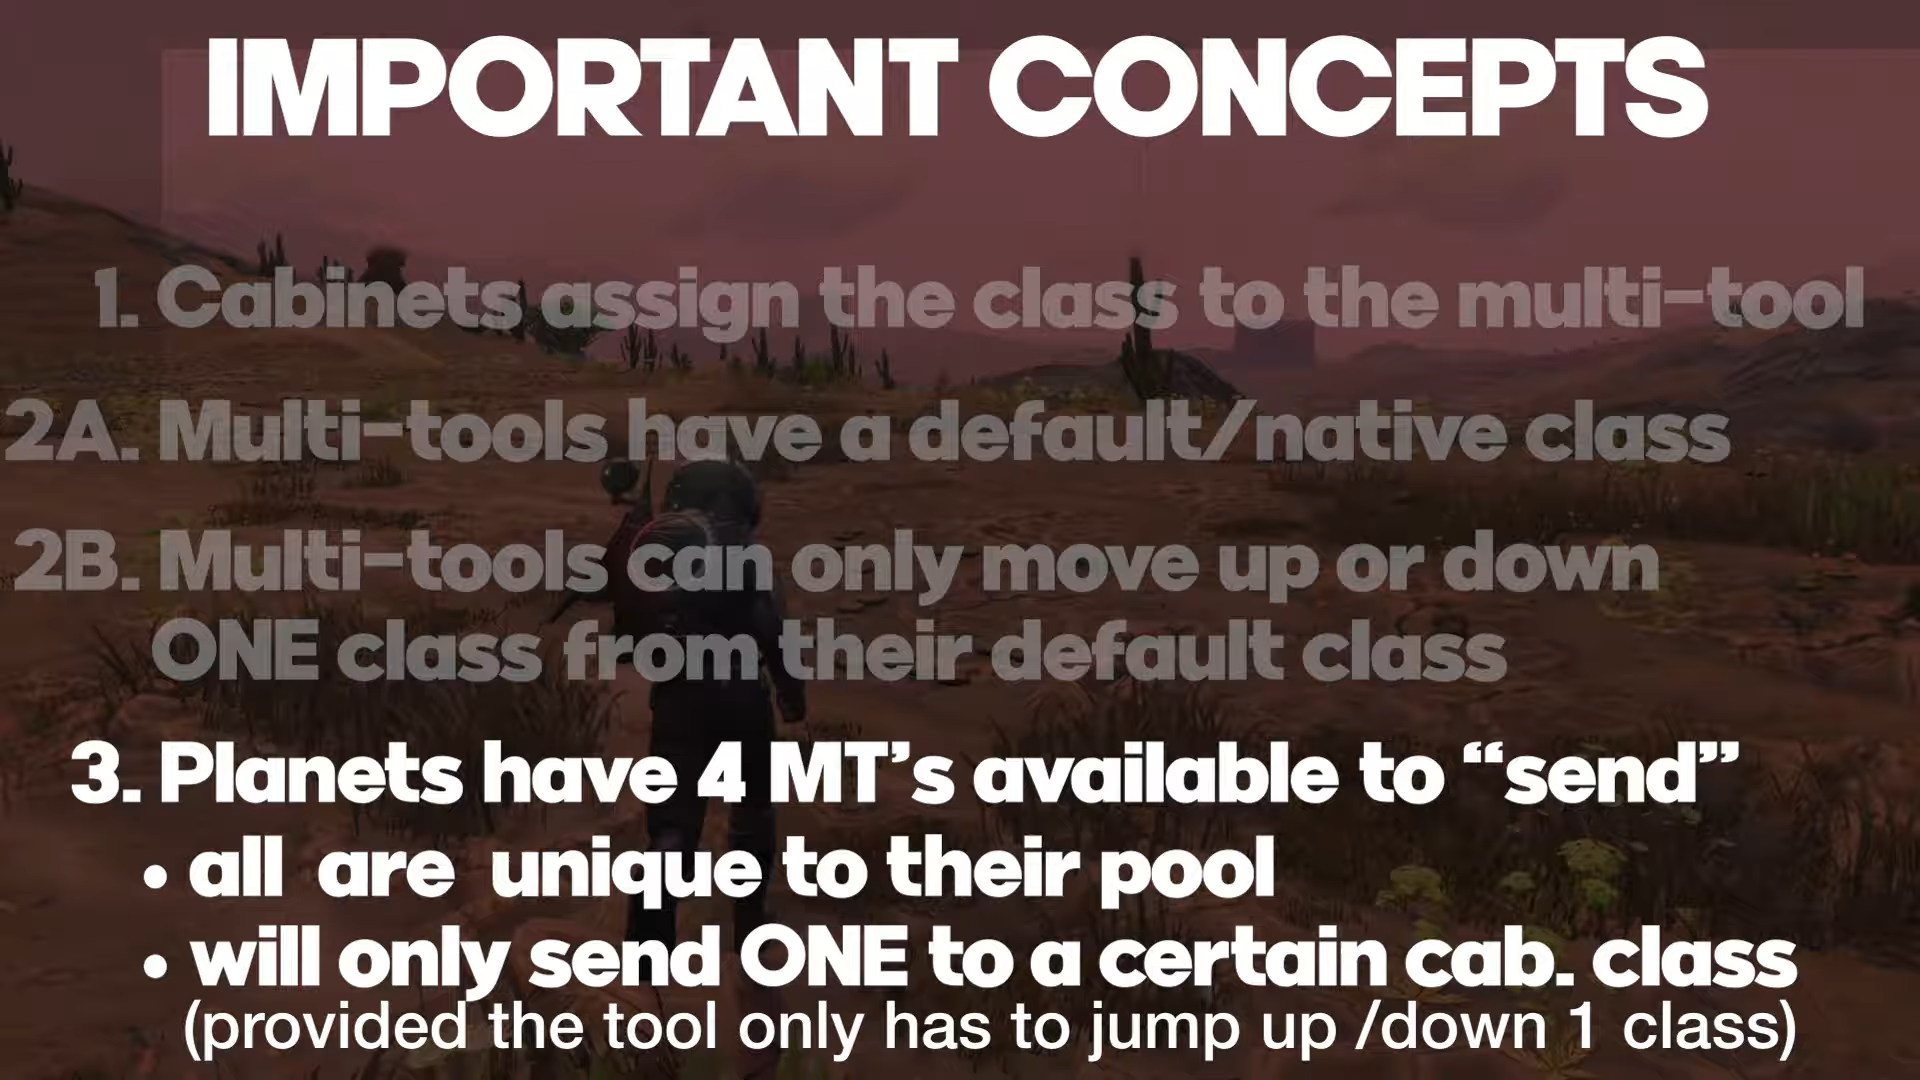 IMPORTANT CONCEPTS
1. Cabinets assign the class to the multi-tool
2A. Multi-tools have a default/native class
2B. Multi-tools can only move up or down
ONE class from their default class
3. Planets have 4 MT’s available to “send”
• all are unique to their pool
• will only send ONE to a certain cab. class
(provided the tool only has to jump up /down 1 class)